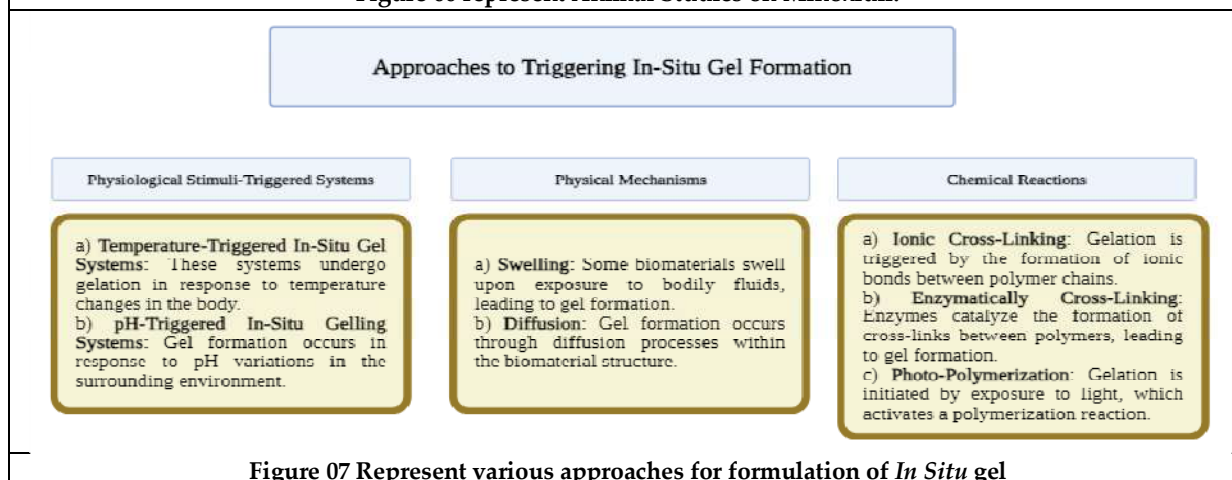 Approaches to Triggering In-Situ Gel Formation
Physiological Stimuli-Triggered Systems
a) Temperature-Triggered In-Situ Gel
Systems: These systems undergo
gelation in response to temperature
changes in the body.
b) pH-Triggered In-Situ Gelling
Systems: Gel formation occurs in
response to pH variations in the
surrounding environment.
Physical Mechanisms
a) Swelling: Some biomaterials swell
upon exposure to bodily fluids,
leading to gel formation.
b) Diffusion: Gel formation occurs
through diffusion processes within
the biomaterial structure.
Chemical Reactions
a) Ionic Cross-Linking: Gelation is
triggered by the formation of ionic
bonds between polymer chains.
b) Enzymatically Cross-Linking:
Enzymes catalyze the formation of
cross-links between polymers, leading
to gel formation.
c) Photo-Polymerization: Gelation is
initiated by exposure to light, which
activates a polymerization reaction.
Figure 07 Represent various approaches for formulation of In Situ gel